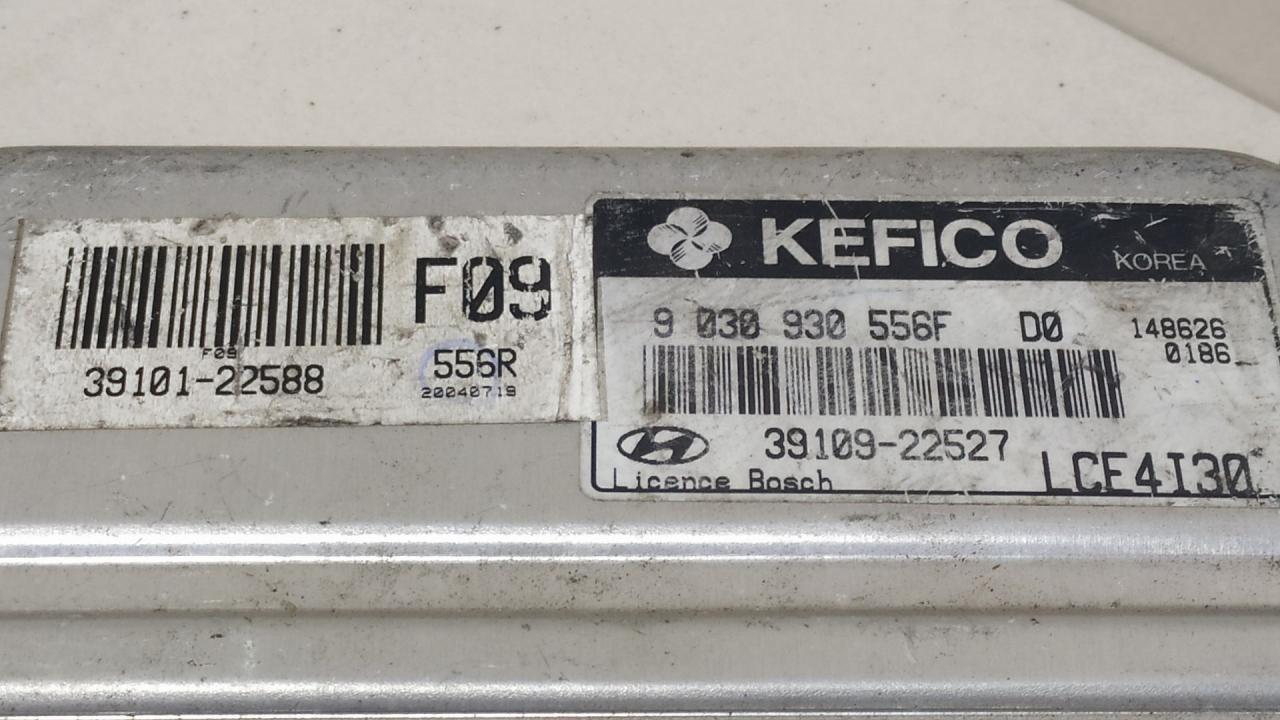 F09
F09
39101-22588
556R
20040719
KEFICO
KOREA
9 030 930 556F D0
148626
0186
39109-22527
Licence Bosch
LCE4I30